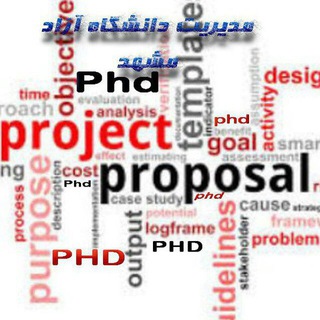 مدیریت دانشگاه آزاد
مشهد
objective
Phd
template
design
time
evaluation
assumption
roach
analysis
indicator
activity
project
phd
benefit
goal
smar
effect
estimating
assessment
ng
purpose
cost
proposal
Phd
phd
process
description
implementation
case study
cause
strateg
potential
output
logframe
guidelines
stakeholder
framew
PHD
PHD
problem